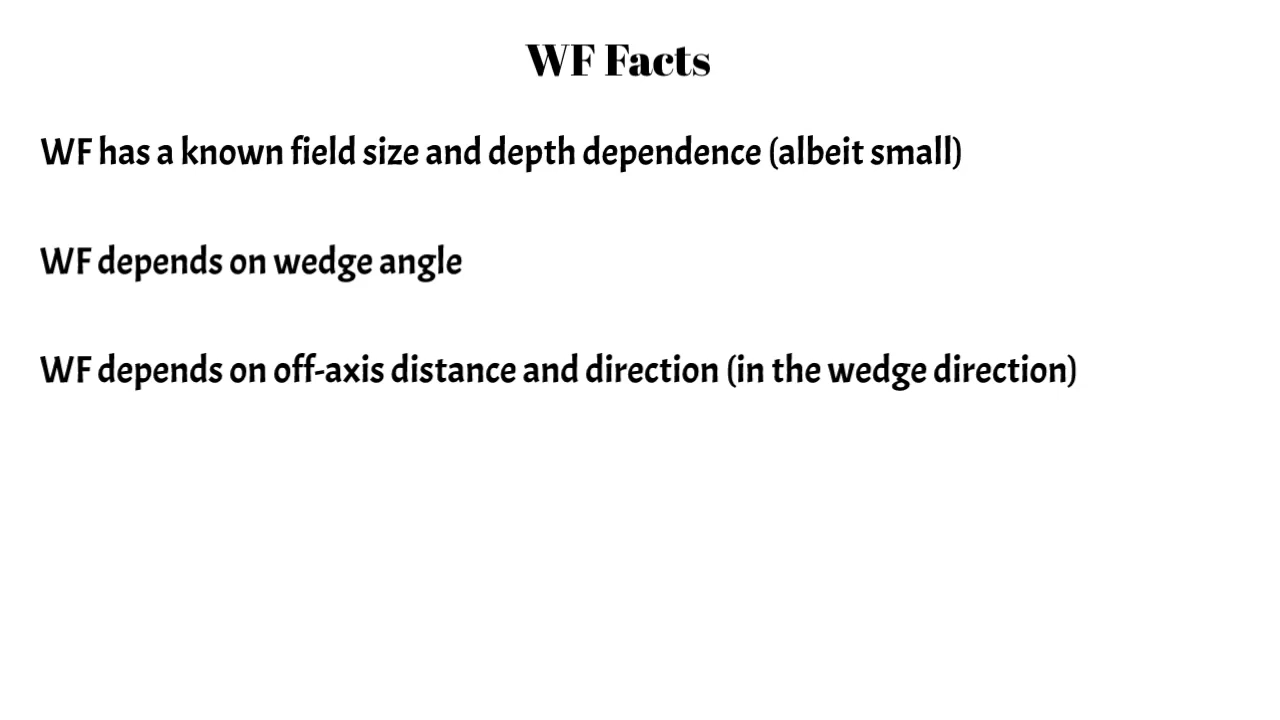 WF Facts
WF has a known field size and depth dependence (albeit small)
WF depends on wedge angle
WF depends on off-axis distance and direction (in the wedge direction)